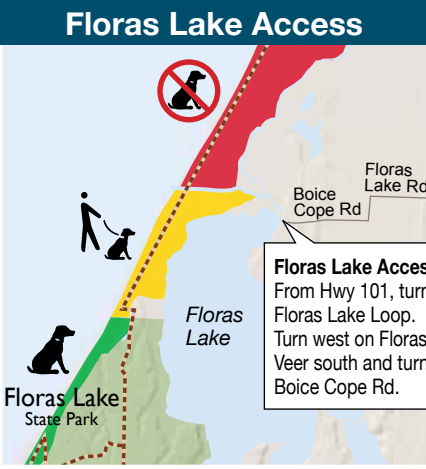 Floras Lake Access
Floras
Lake Rd
Boice
Cope Rd
Floras Lake Acces
From Hwy 101, turn
Floras Lake Loop.
Turn west on Floras
Veer south and turn
Boice Cope Rd.
Floras
Lake
Floras Lake
State Park